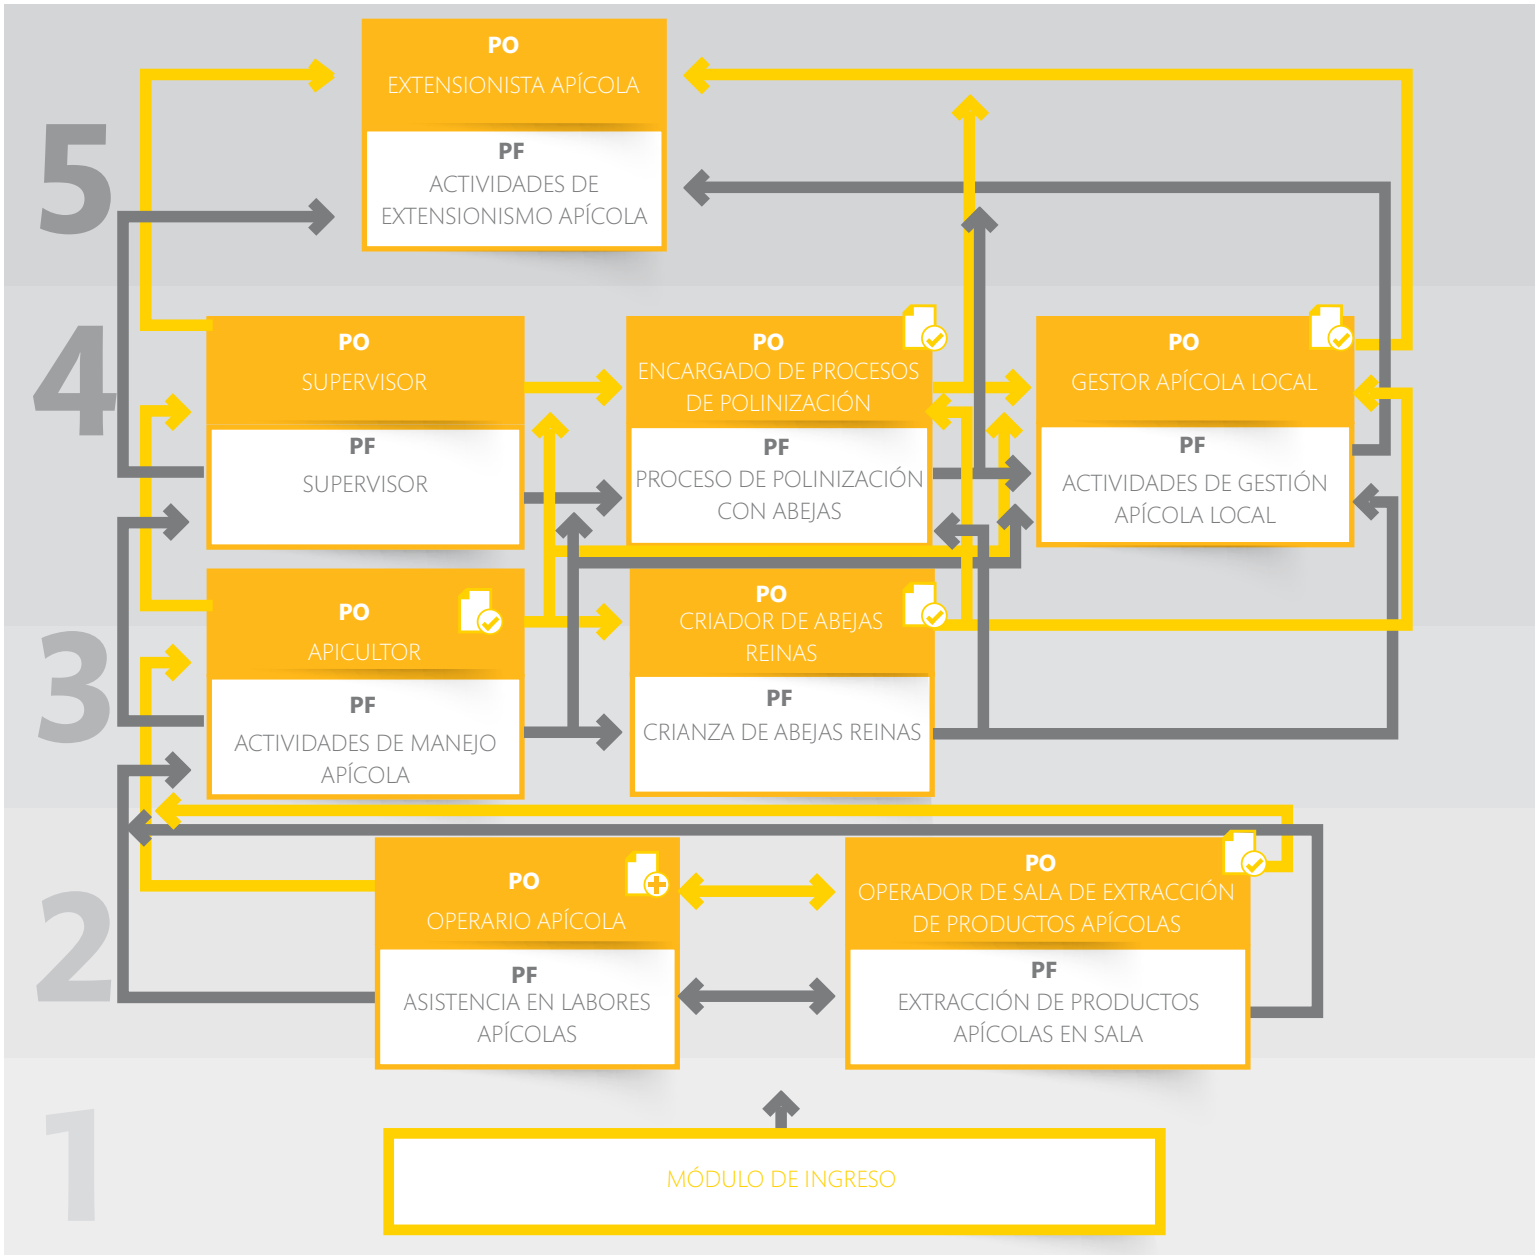 5
PO
EXTENSIONISTA APÍCOLA
PF
ACTIVIDADES DE
EXTENSIONISMO APÍCOLA
4
PO
SUPERVISOR
PF
SUPERVISOR
PO
ENCARGADO DE PROCESOS
DE POLINIZACIÓN
PF
PROCESO DE POLINIZACIÓN
CON ABEJAS
PO
GESTOR APÍCOLA LOCAL
PF
ACTIVIDADES DE GESTIÓN
APÍCOLA LOCAL
3
PO
APICULTOR
PF
ACTIVIDADES DE MANEJO
APÍCOLA
PO
CRIADOR DE ABEJAS
REINAS
PF
CRIANZA DE ABEJAS REINAS
2
PO
OPERARIO APÍCOLA
PF
ASISTENCIA EN LABORES
APÍCOLAS
PO
OPERADOR DE SALA DE EXTRACCIÓN
DE PRODUCTOS APÍCOLAS
PF
EXTRACCIÓN DE PRODUCTOS
APÍCOLAS EN SALA
1
MÓDULO DE INGRESO